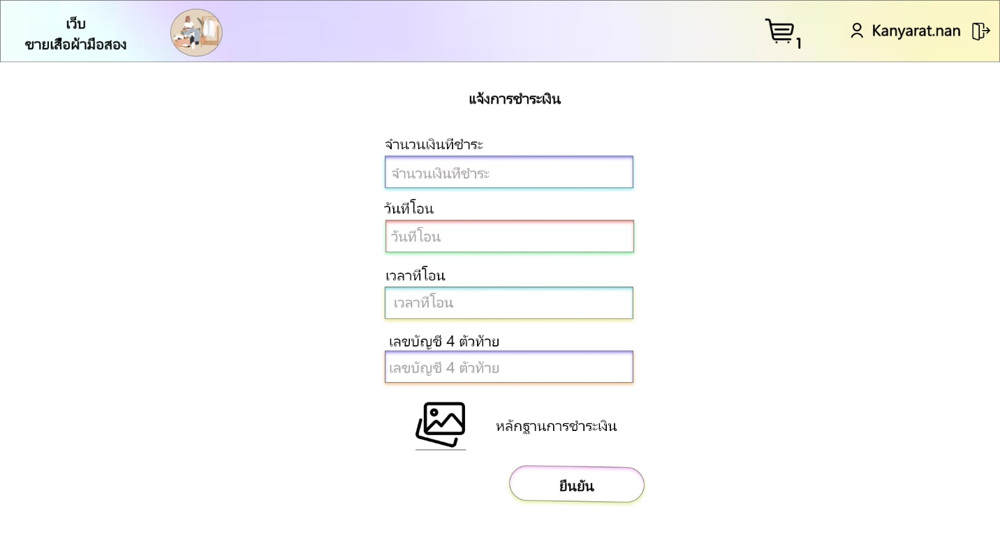 เว็บ
ขายเสือผ้ามือสอง
1
Kanyarat.nan
แจ้งการชำระเงิน
จำนวนเงินทีชำระ
จำนวนเงินทีชำระ
วันทีโอน
วันทีโอน
เวลาทีโอน
เวลาทีโอน
เลขบัญชี 4 ตัวท้าย
เลขบัญชี 4 ตัวท้าย
หลักฐานการชำระเงิน
ยืนยัน